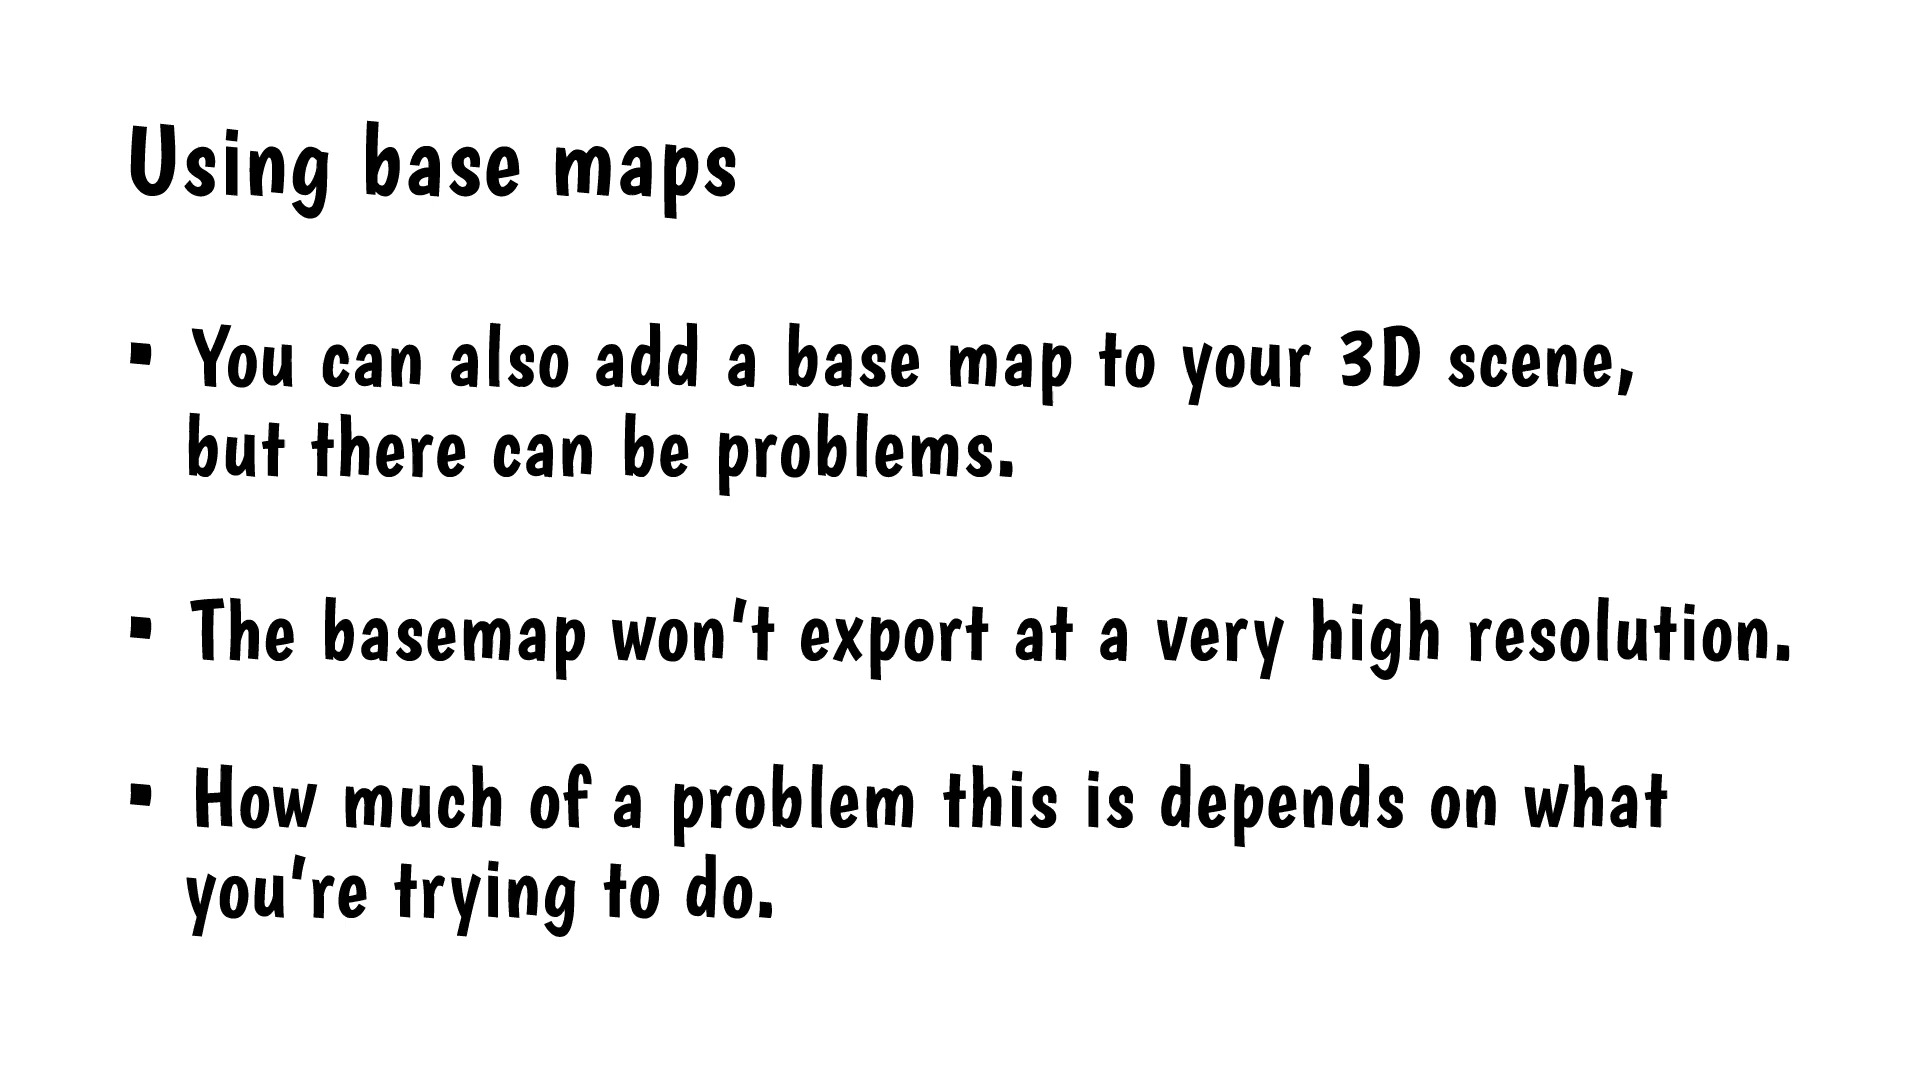 Using base maps
▪ You can also add a base map to your 3D scene,
but there can be problems.
▪ The basemap won't export at a very high resolution.
▪ How much of a problem this is depends on what
you're trying to do.